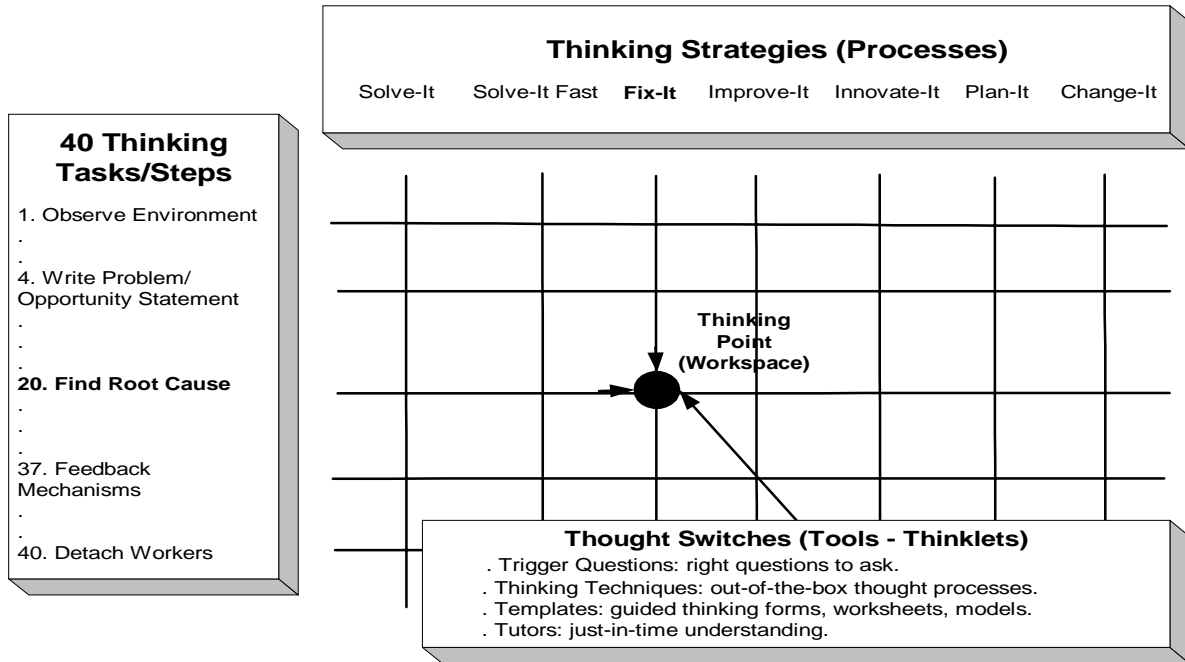 Thinking Strategies (Processes)
Solve-It Solve-It Fast Fix-It Improve-It Innovate-It Plan-It Change-It
40 Thinking
Tasks/Steps
1. Observe Environment
.
.
4. Write Problem/
Opportunity Statement
.
.
.
20. Find Root Cause
.
.
.
37. Feedback
Mechanisms
.
.
40. Detach Workers
Thinking
Point
(Workspace)
Thought Switches (Tools - Thinklets)
. Trigger Questions: right questions to ask.
. Thinking Techniques: out-of-the-box thought processes.
. Templates: guided thinking forms, worksheets, models.
. Tutors: just-in-time understanding.